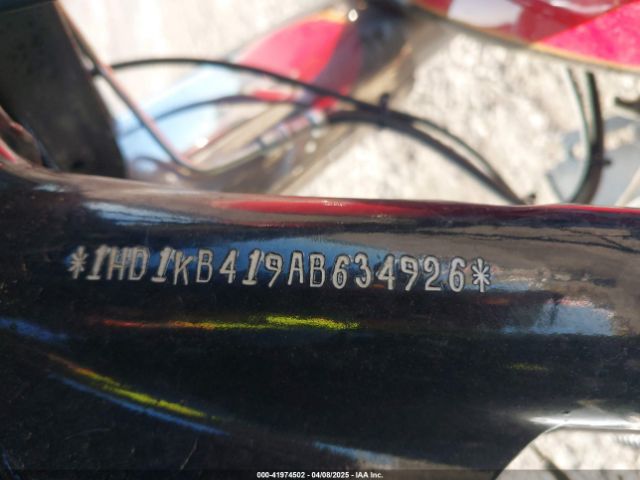 *1HD1KB419AB634926*
000-41974502 | 04/08/2025 - IAA Inc.